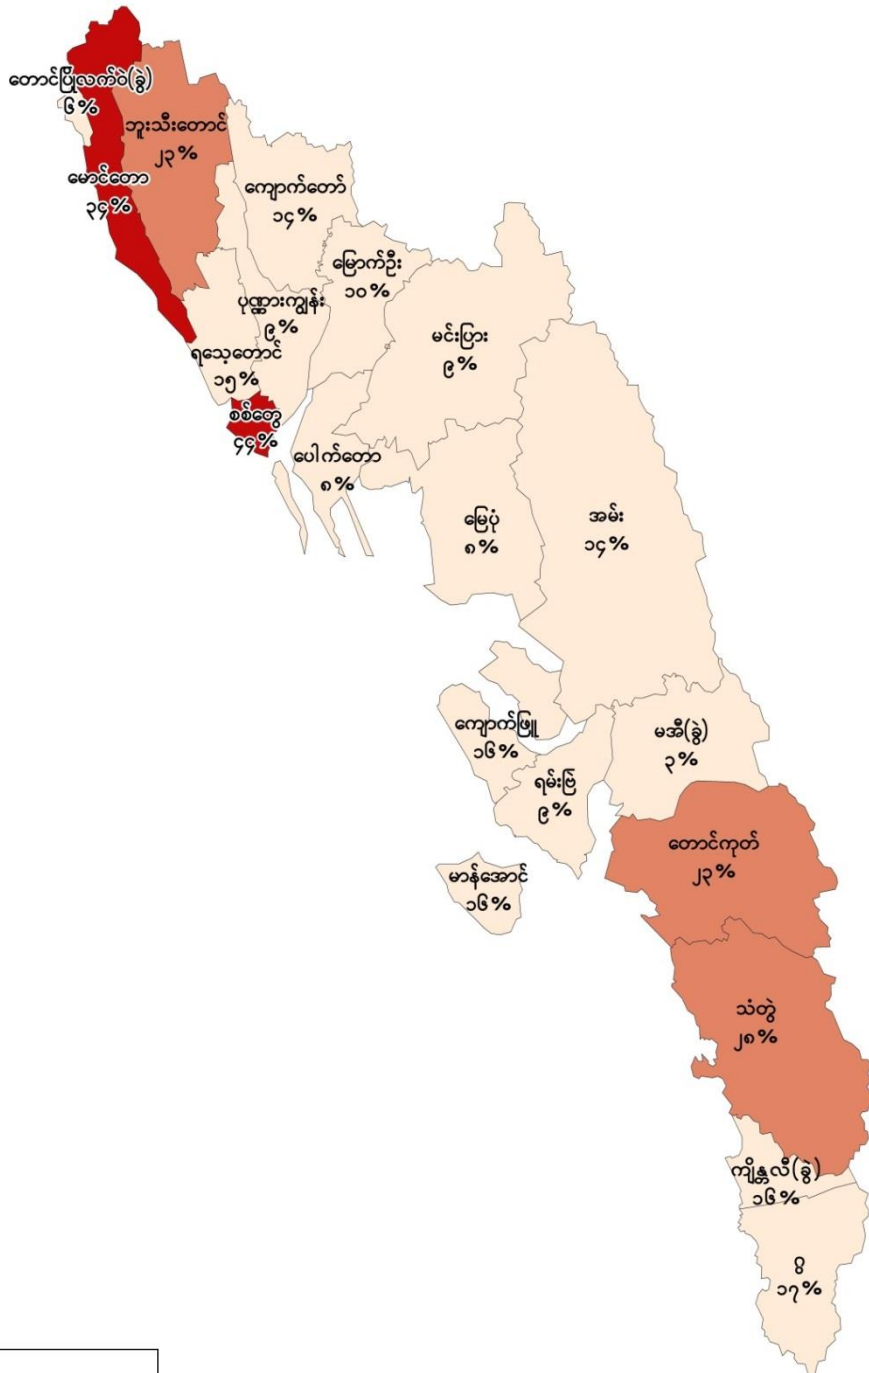 တောင်ပြိုလက်ဝဲ(ခွဲ)
၆%
ဘူးသီးတောင်
၂၃%
မောင်တော
၃၄%
ကျောက်တော်
၁၄%
မြောက်ဦး
၁၀%
ပုဏ္ဏားကျွန်း
၉%
မင်းပြား
၉%
ရသေ့တောင်
၁၅%
စစ်တွေ
၄၄%
ပေါက်တော
၈%
မြေပုံ
၈%
အမ်း
၁၄%
ကျောက်ဖြူ
၁၆%
မအီ(ခွဲ)
၃%
ရမ်းဗြဲ
၉%
တောင်ကုတ်
၂၃%
မာန်အောင်
၁၆%
သံတွဲ
၂၈%
ကျိန္တလီ(ခွဲ)
၁၆%
ဂွ
၁၇%